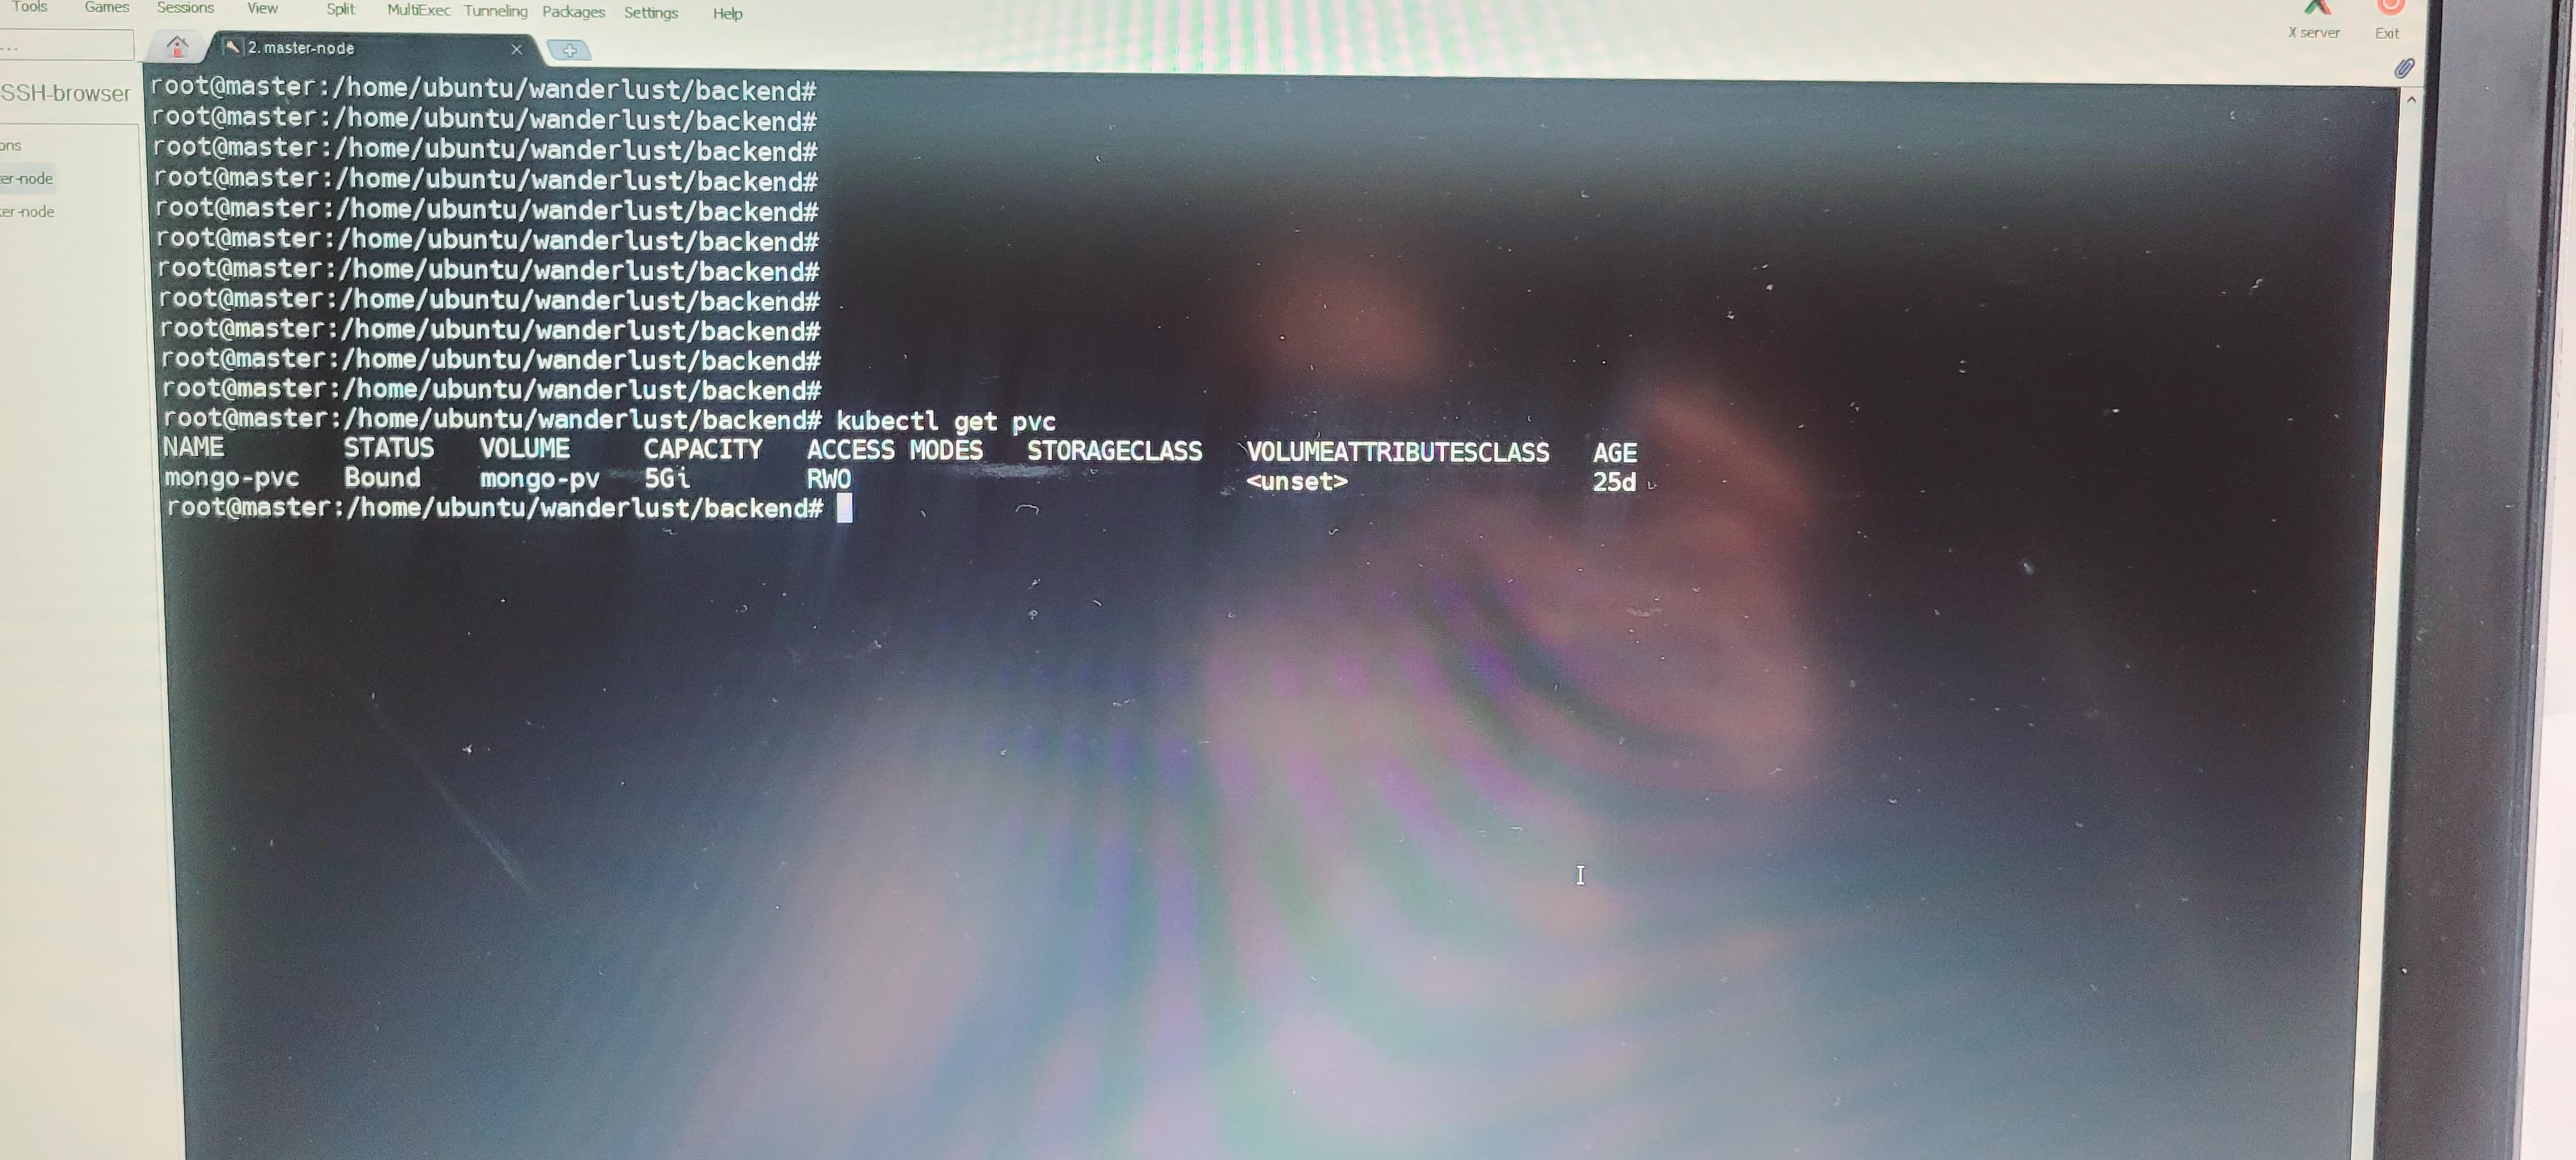 Tools Games Sessions View Split MultiExec Tunneling Packages Settings Help
X server Exit
2. master-node
SSH-browser
ons
er-node
er-node
root@master:/home/ubuntu/wanderlust/backend#
root@master:/home/ubuntu/wanderlust/backend#
root@master:/home/ubuntu/wanderlust/backend#
root@master:/home/ubuntu/wanderlust/backend#
root@master:/home/ubuntu/wanderlust/backend#
root@master:/home/ubuntu/wanderlust/backend#
root@master:/home/ubuntu/wanderlust/backend#
root@master:/home/ubuntu/wanderlust/backend#
root@master:/home/ubuntu/wanderlust/backend#
root@master:/home/ubuntu/wanderlust/backend#
root@master:/home/ubuntu/wanderlust/backend#
root@master:/home/ubuntu/wanderlust/backend# kubectl get pvc
NAME STATUS VOLUME CAPACITY ACCESS MODES STORAGECLASS VOLUMEATTRIBUTESCLASS AGE
mongo-pvc Bound mongo-pv 5Gi RWO <unset> 25d
root@master:/home/ubuntu/wanderlust/backend#